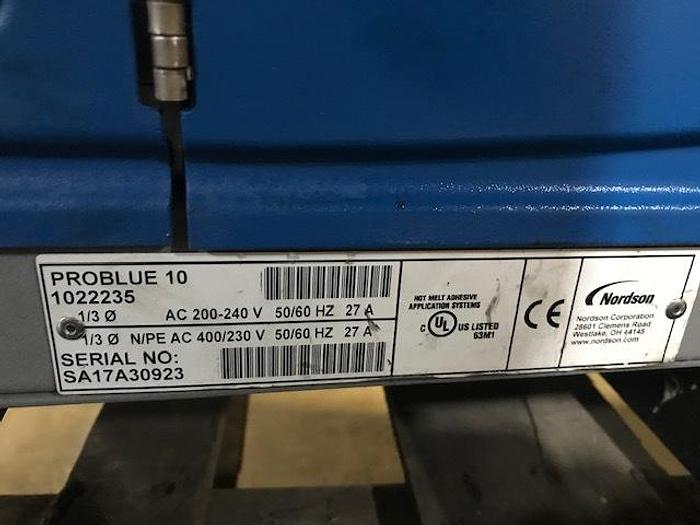 PROBLUE 10
1022235
1/3 Ø AC 200-240 V 50/60 HZ 27 A
1/3 Ø N/PE AC 400/230 V 50/60 HZ 27 A
SERIAL NO:
SA17A30923
HOT MELT ADHESIVE
APPLICATION SYSTEMS
C UL US LISTED
63M1
CE
Nordson
Nordson Corporation
28601 Clemens Road
Westlake, OH 44145
www.nordson.com